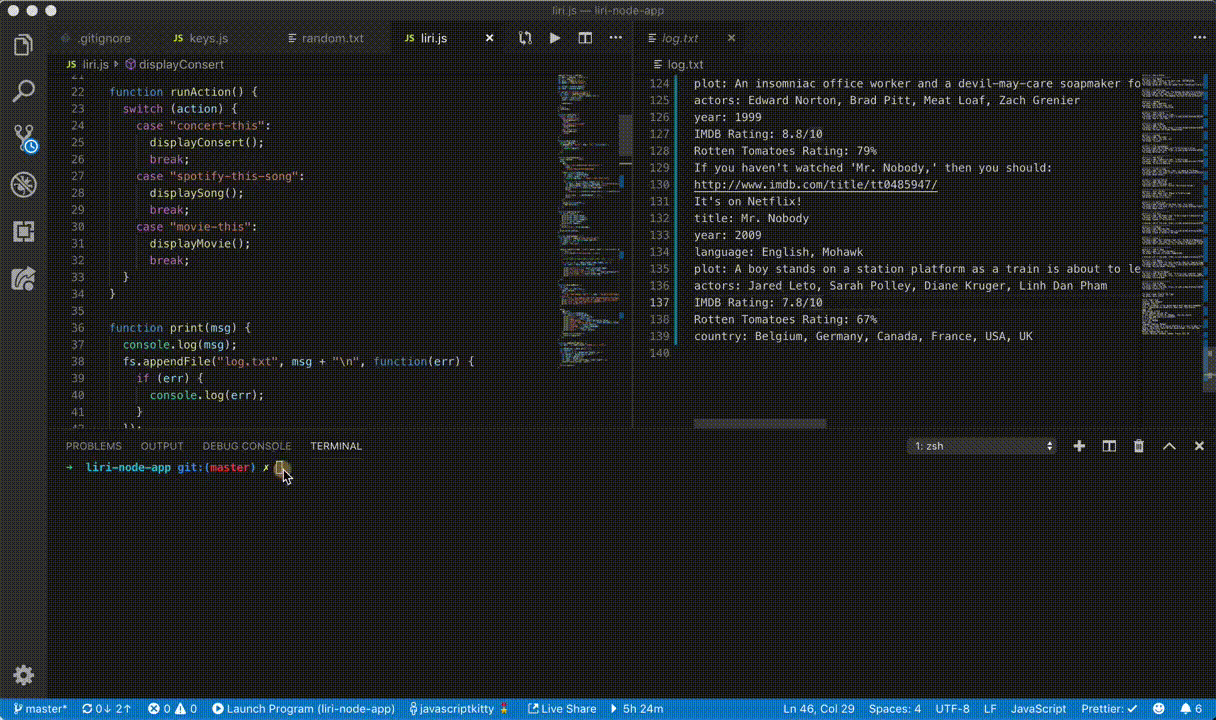 liri.js — liri-node-app
.gitignore
JS keys.js
random.txt
JS liri.js
log.txt
JS liri.js displayConsert
log.txt
22 function runAction() {
23 switch (action) {
24 case "concert-this":
25 displayConsert();
26 break;
27 case "spotify-this-song":
28 displaySong();
29 break;
30 case "movie-this":
31 displayMovie();
32 break;
33 }
34 }
35
36 function print(msg) {
37 console.log(msg);
38 fs.appendFile("log.txt", msg + "\n", function(err) {
39 if (err) {
40 console.log(err);
41 }
124 plot: An insomniac office worker and a devil-may-care soapmaker fo
125 actors: Edward Norton, Brad Pitt, Meat Loaf, Zach Grenier
126 year: 1999
127 IMDB Rating: 8.8/10
128 Rotten Tomatoes Rating: 79%
129 If you haven't watched 'Mr. Nobody,' then you should:
130 http://www.imdb.com/title/tt0485947/
131 It's on Netflix!
132 title: Mr. Nobody
133 year: 2009
134 language: English, Mohawk
135 plot: A boy stands on a station platform as a train is about to le
136 actors: Jared Leto, Sarah Polley, Diane Kruger, Linh Dan Pham
137 IMDB Rating: 7.8/10
138 Rotten Tomatoes Rating: 67%
139 country: Belgium, Germany, Canada, France, USA, UK
140
PROBLEMS OUTPUT DEBUG CONSOLE TERMINAL 1: zsh
→ liri-node-app git:(master) ✗
master* 0↓ 2↑ 0 0 Launch Program (liri-node-app) javascriptkitty Live Share 5h 24m Ln 46, Col 29 Spaces: 4 UTF-8 LF JavaScript Prettier: ✓ 6